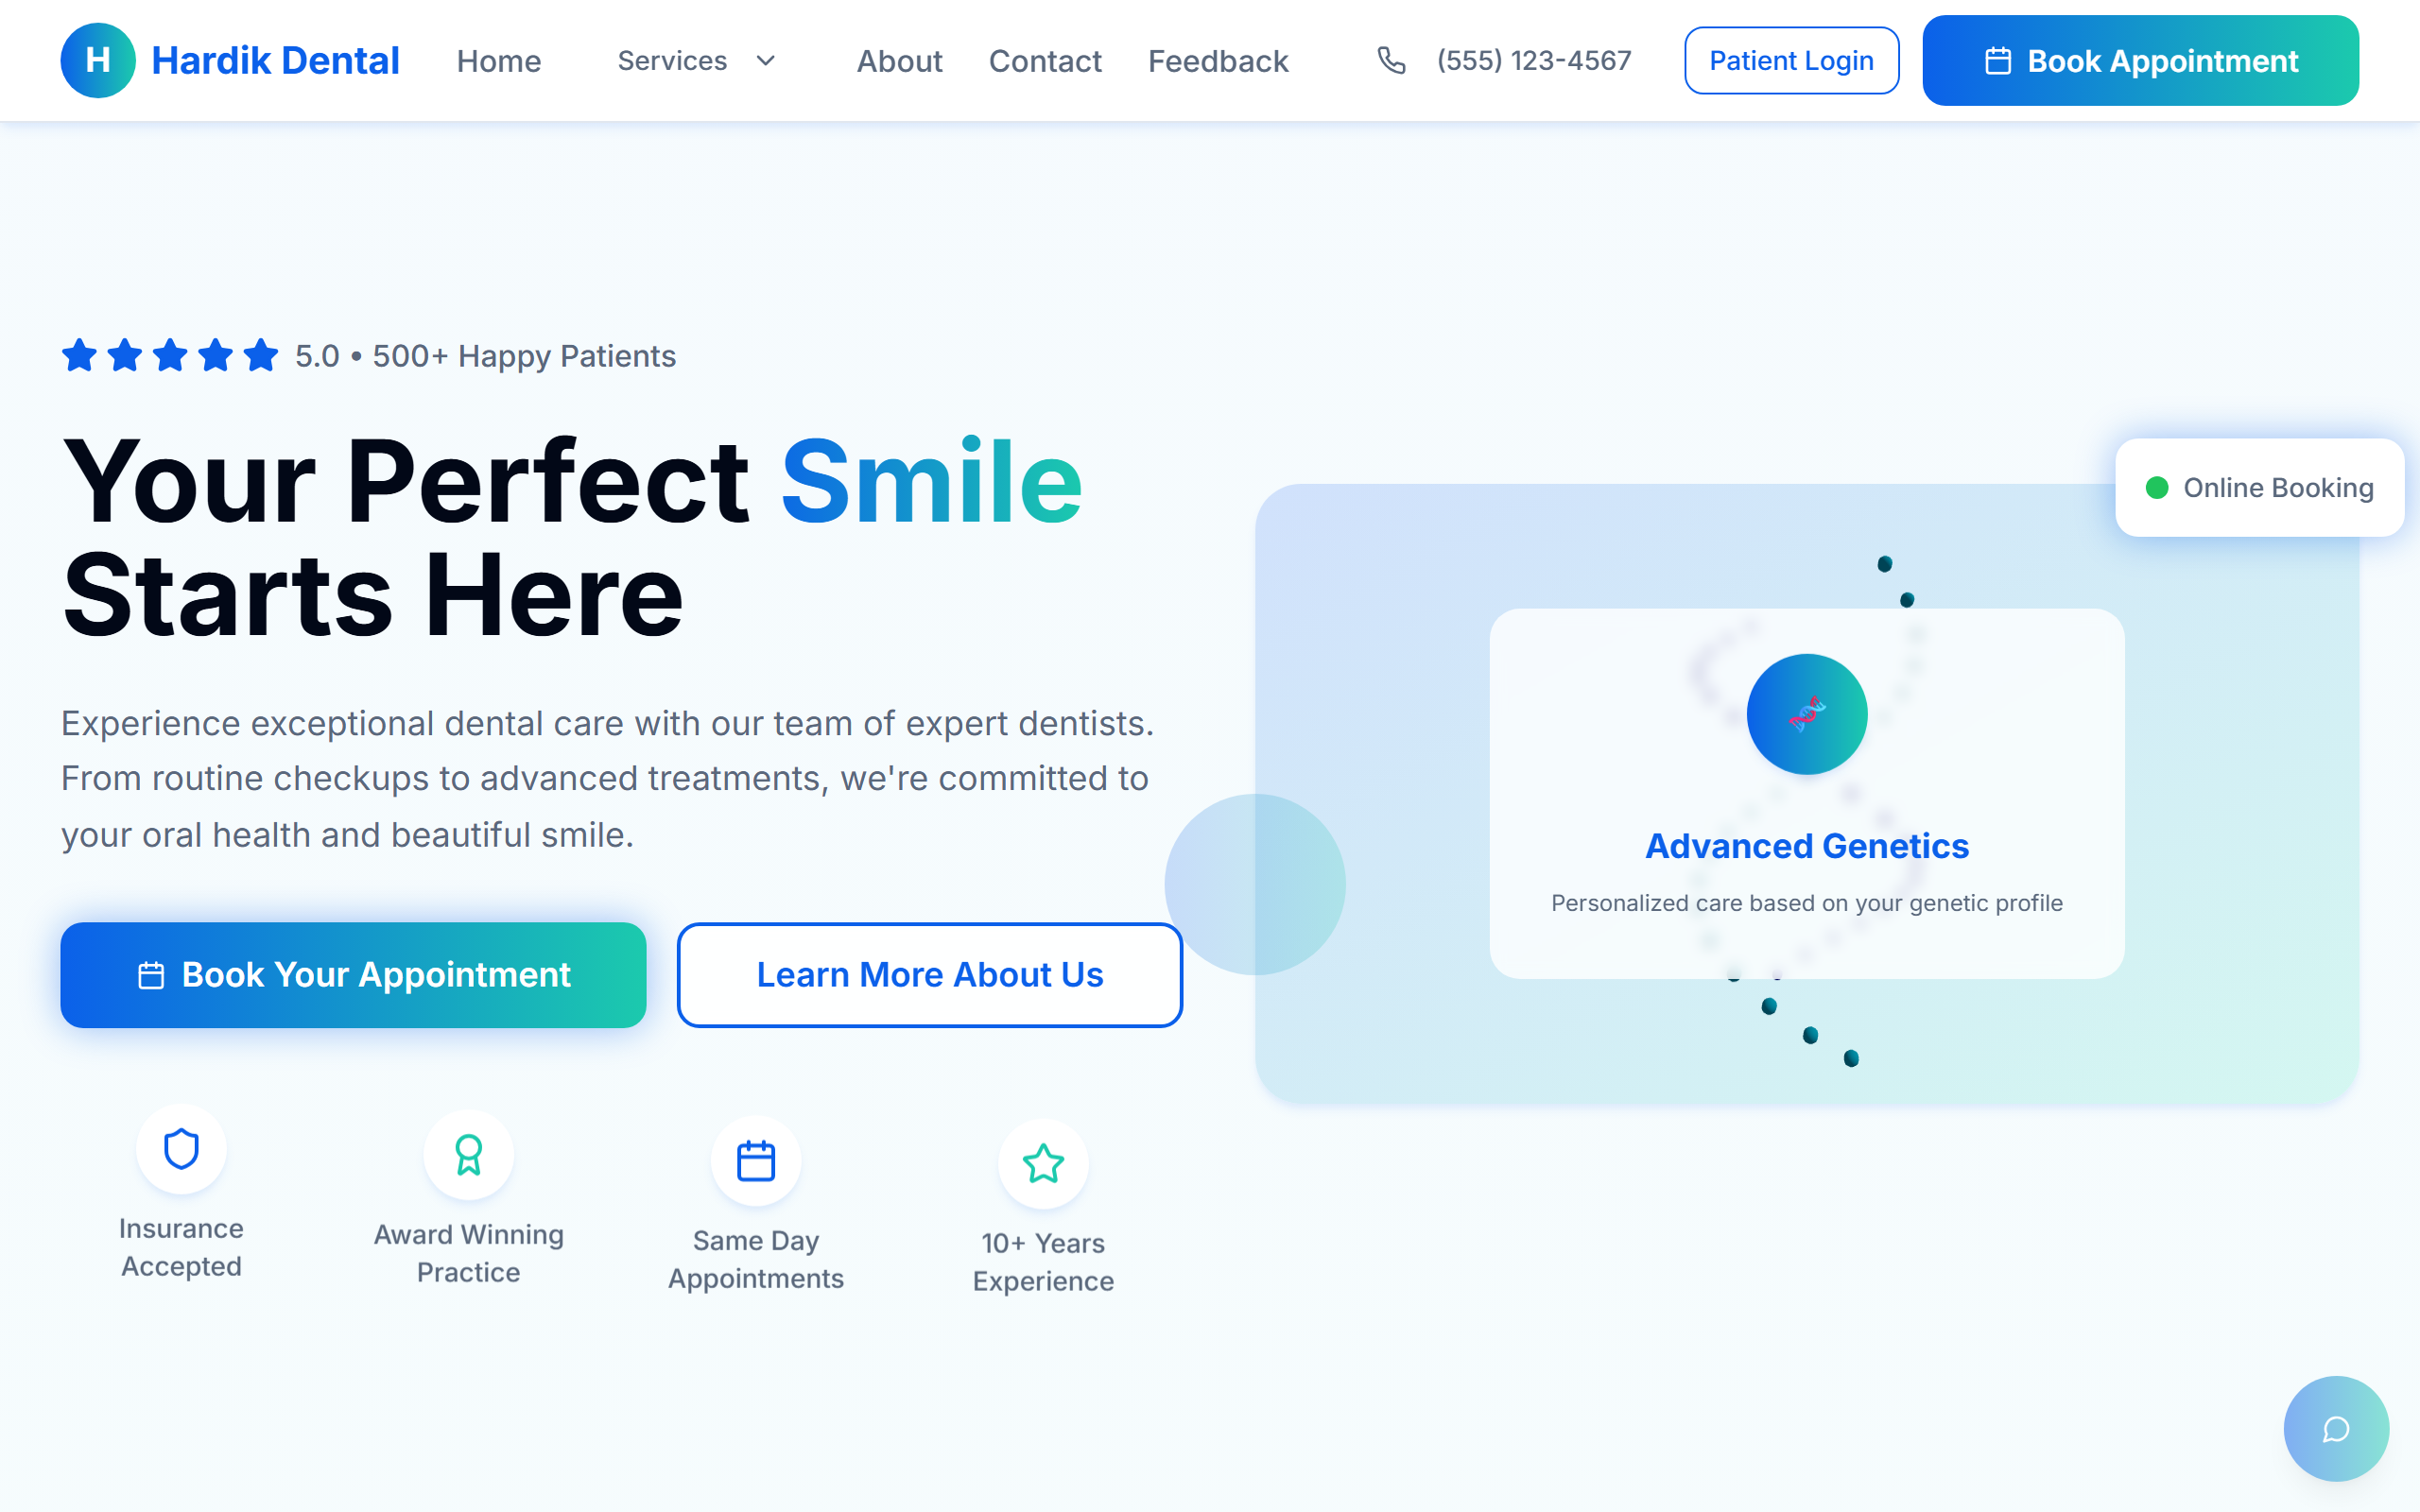 H Hardik Dental Home Services About Contact Feedback (555) 123-4567 Patient Login Book Appointment
5.0 • 500+ Happy Patients
Your Perfect Smile
Starts Here
Experience exceptional dental care with our team of expert dentists.
From routine checkups to advanced treatments, we're committed to
your oral health and beautiful smile.
Book Your Appointment Learn More About Us
Insurance
Accepted
Award Winning
Practice
Same Day
Appointments
10+ Years
Experience
Online Booking
Advanced Genetics
Personalized care based on your genetic profile